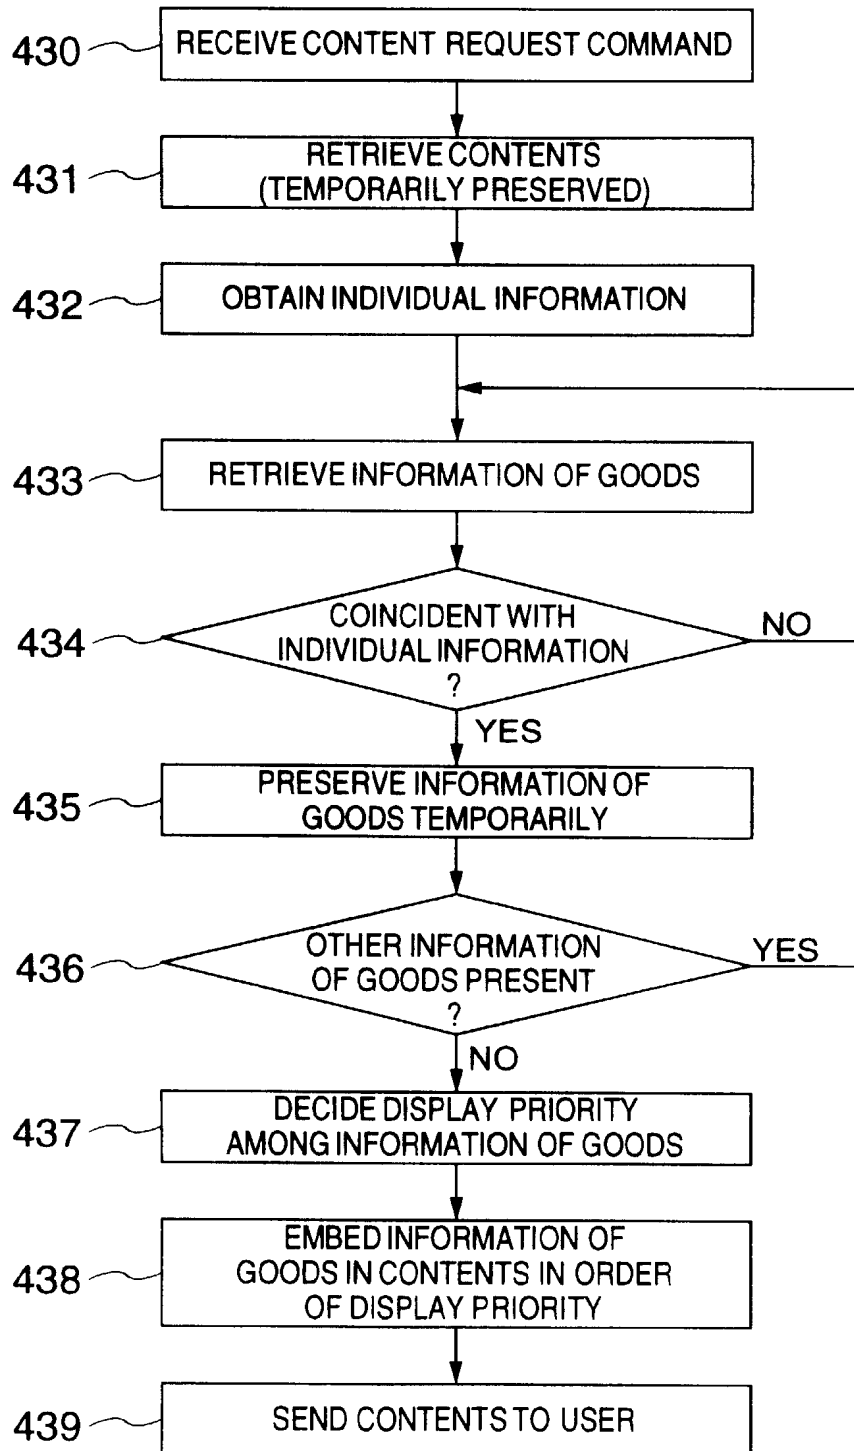 430
RECEIVE CONTENT REQUEST COMMAND
431
RETRIEVE CONTENTS
(TEMPORARILY PRESERVED)
432
OBTAIN INDIVIDUAL INFORMATION
433
RETRIEVE INFORMATION OF GOODS
434
COINCIDENT WITH
INDIVIDUAL INFORMATION
?
NO
YES
435
PRESERVE INFORMATION OF
GOODS TEMPORARILY
436
OTHER INFORMATION
OF GOODS PRESENT
?
YES
NO
437
DECIDE DISPLAY PRIORITY
AMONG INFORMATION OF GOODS
438
EMBED INFORMATION OF
GOODS IN CONTENTS IN ORDER
OF DISPLAY PRIORITY
439
SEND CONTENTS TO USER